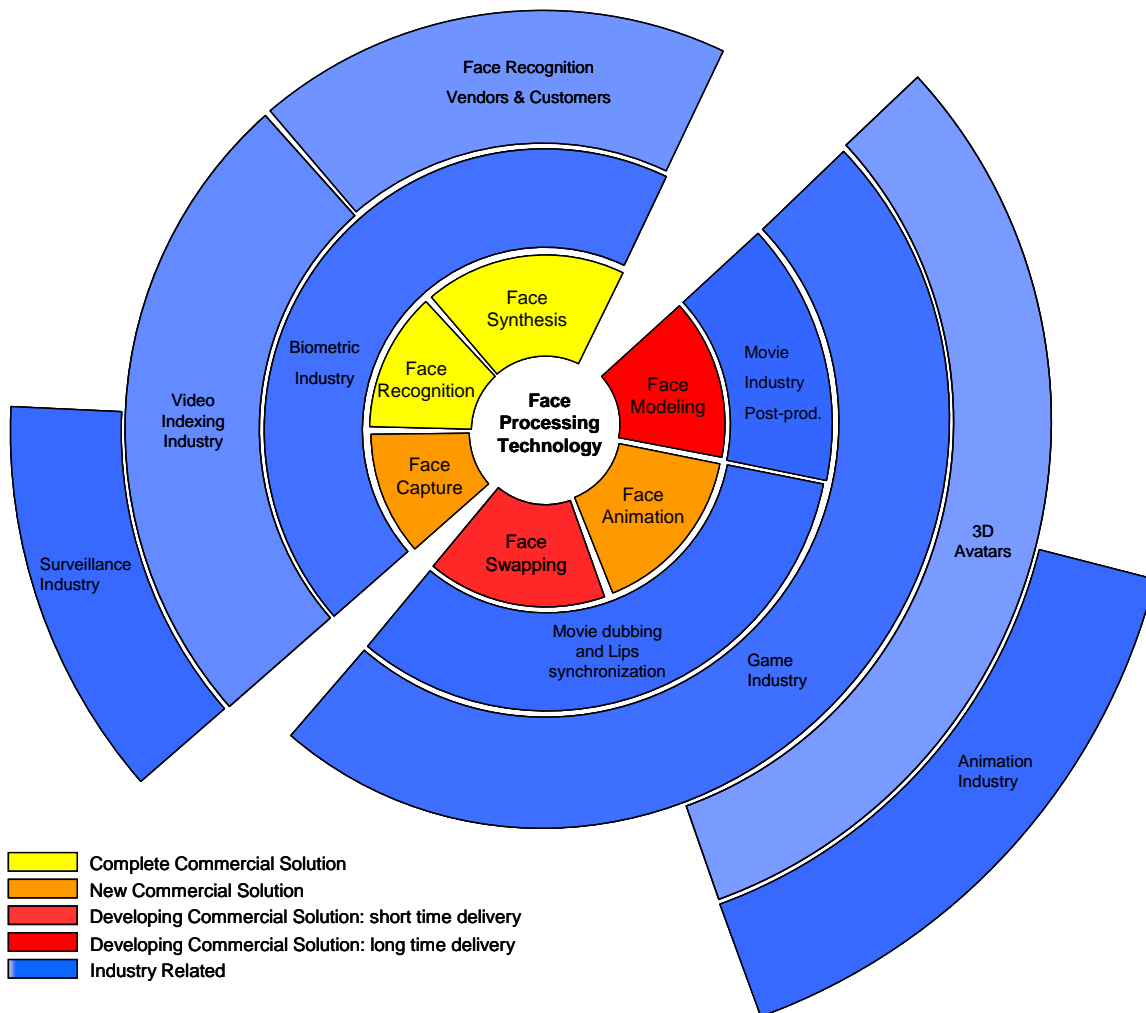 Face Recognition
Vendors & Customers
Face
Synthesis
Biometric
Industry
Face
Recognition
Movie
Industry
Post-prod.
Face
Modeling
Face
Processing
Technology
Video
Indexing
Industry
Face
Capture
Face
Animation
Face
Swapping
3D
Avatars
Surveillance
Industry
Movie dubbing
and Lips
synchronization
Game
Industry
Animation
Industry
Complete Commercial Solution
New Commercial Solution
Developing Commercial Solution: short time delivery
Developing Commercial Solution: long time delivery
Industry Related